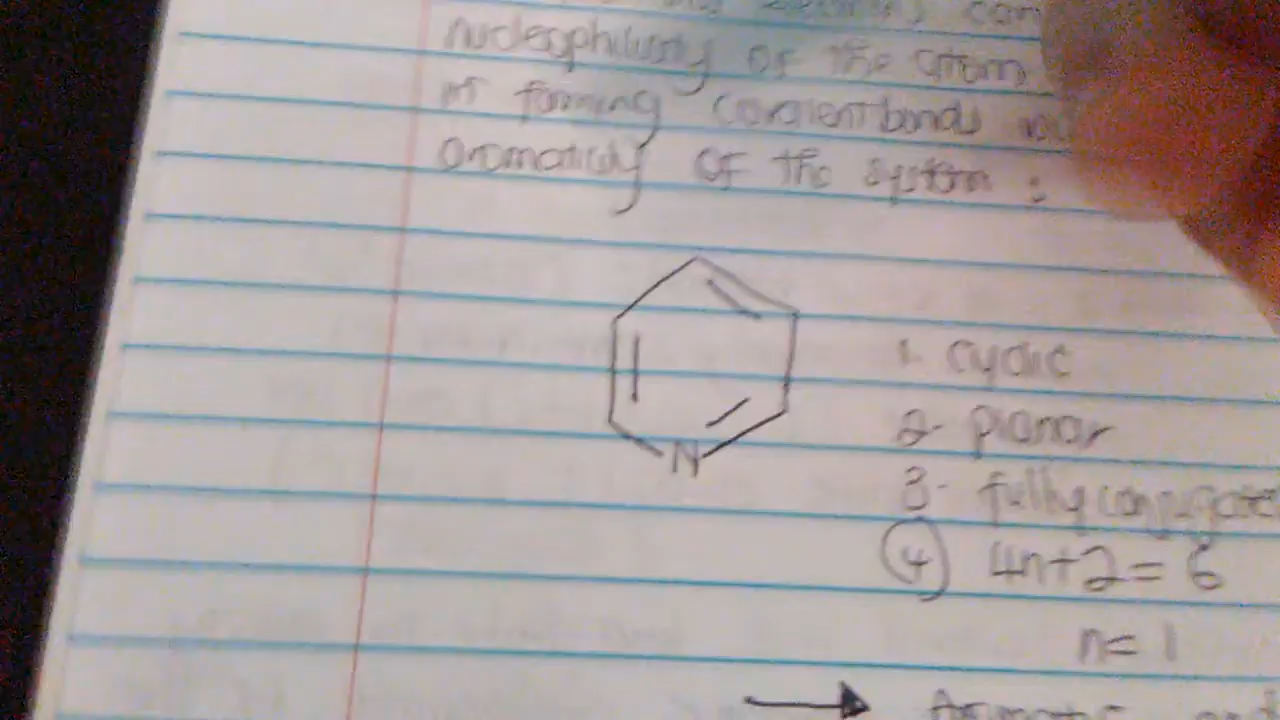 nucleophilicity of the atom
in forming covalent bonds
aromaticity of the system :
N
1. cyclic
2- planar
3- fully conjugated
4 4n+2 = 6
n = 1